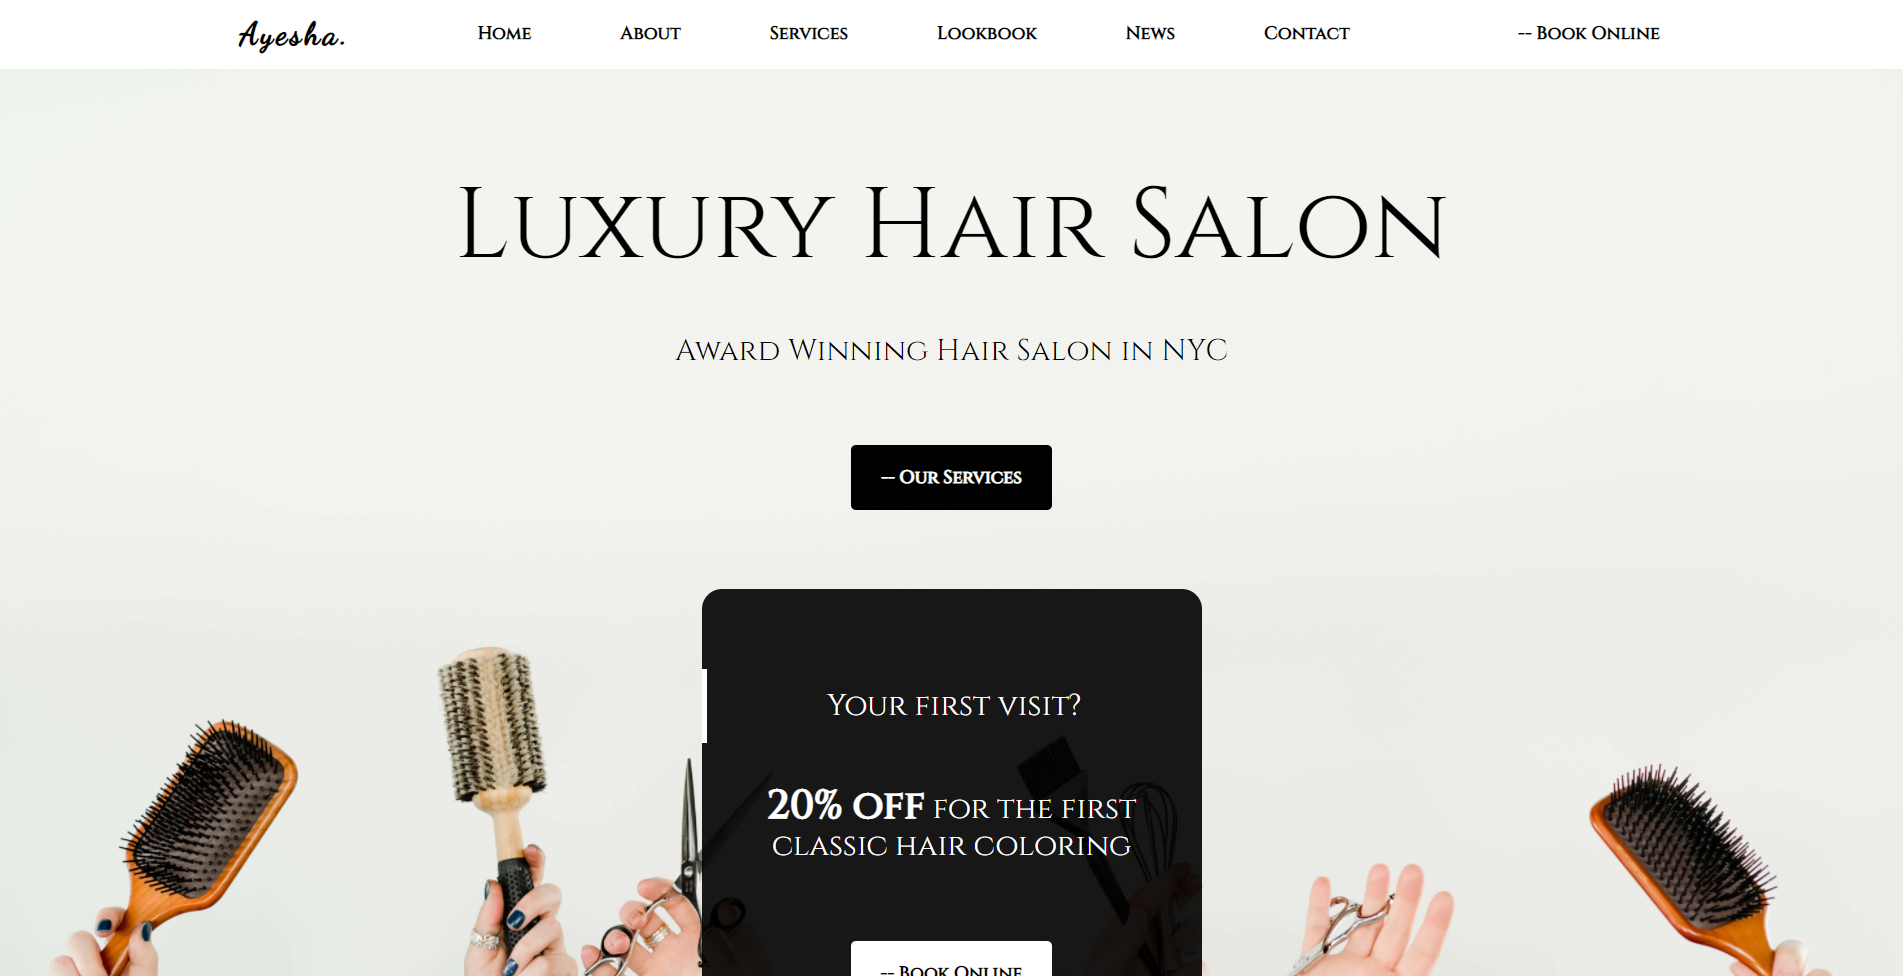 Ayesha.
Home
About
Services
Lookbook
News
Contact
-- Book Online
Luxury Hair Salon
Award Winning Hair Salon in NYC
-- Our Services
Your first visit?
20% off for the first
classic hair coloring
-- Book Online